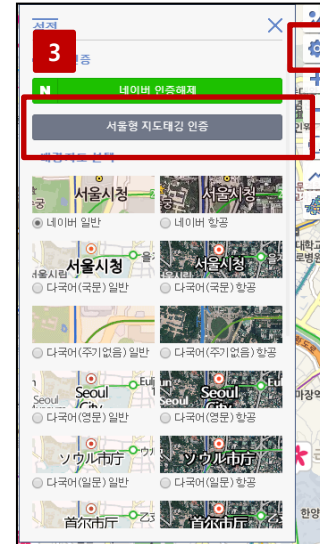 설정
3
인증
N 네이버 인증해제
서울형 지도태깅 인증
배경지도 선택
서울시청 서울시청
네이버 일반 네이버 항공
서울시청 서울시청
다국어(국문) 일반 다국어(국문) 항공
다국어(주기없음) 일반 다국어(주기없음) 항공
Seoul Seoul
다국어(영문) 일반 다국어(영문) 항공
ソウル市庁 ソウル市庁
다국어(일문) 일반 다국어(일문) 항공
首尔市厅 首尔市厅